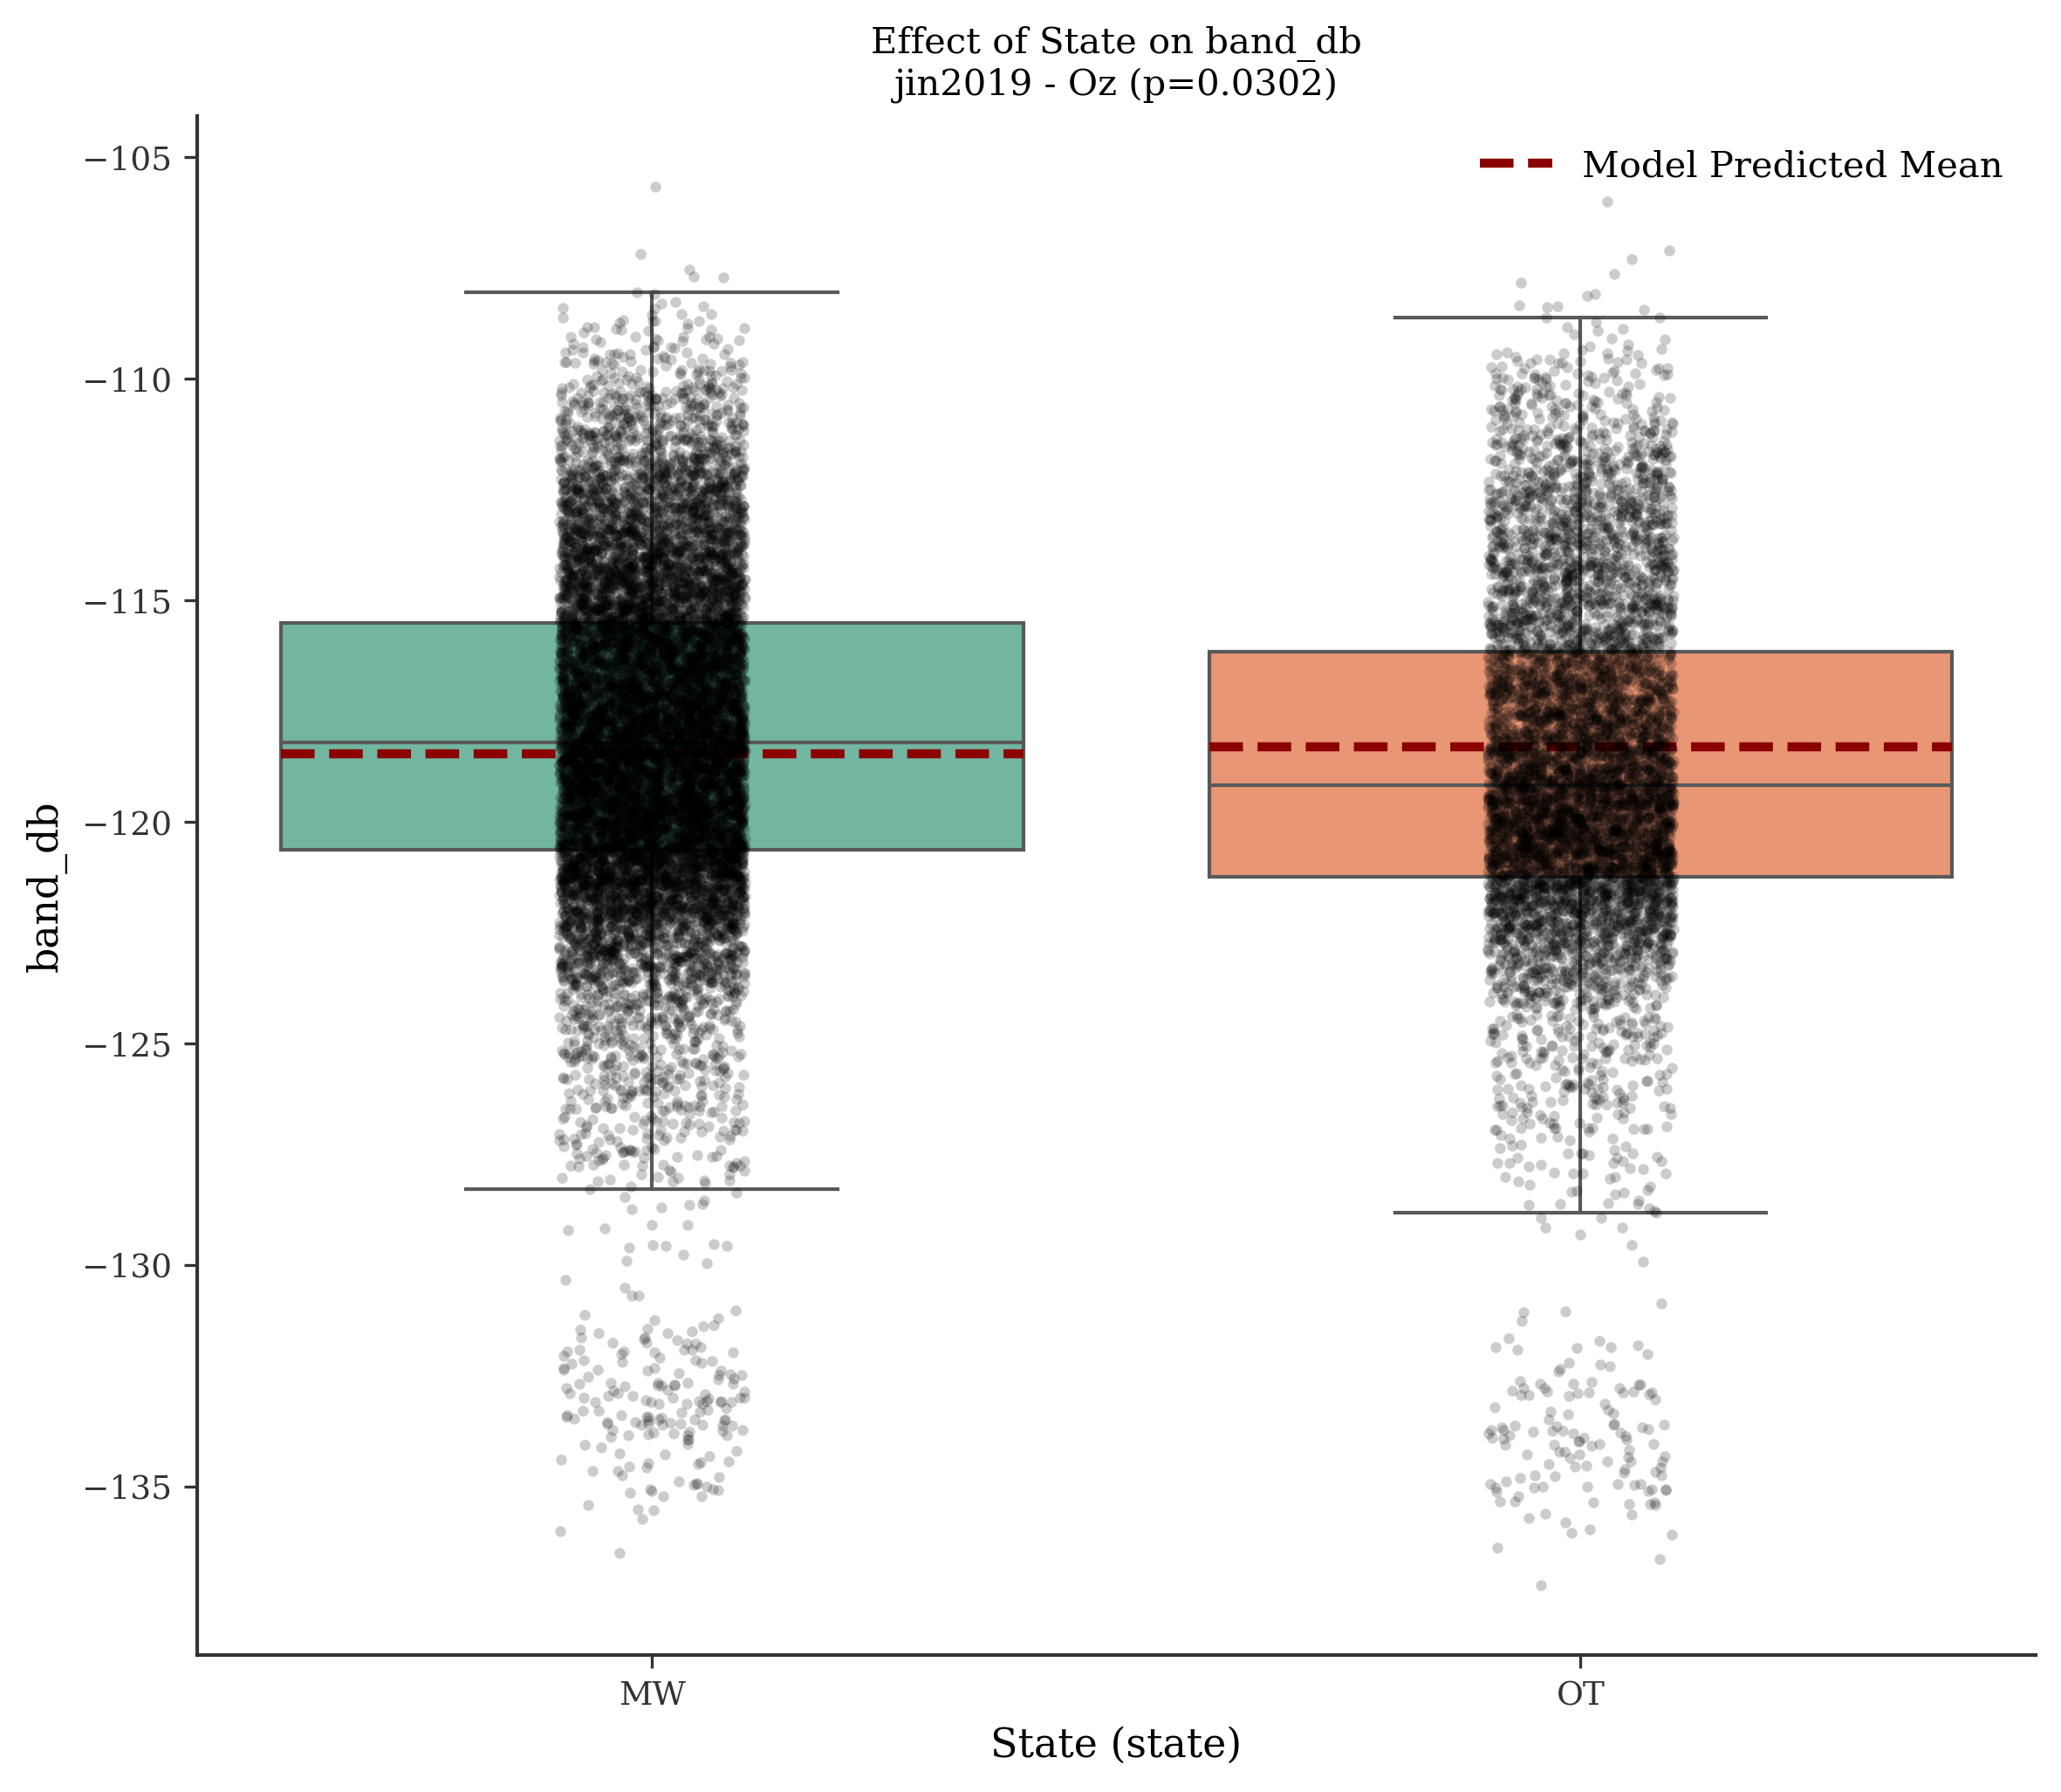 Effect of State on band_db
jin2019 - Oz (p=0.0302)
Model Predicted Mean
−105
−110
−115
−120
−125
−130
−135
band_db
MW
OT
State (state)